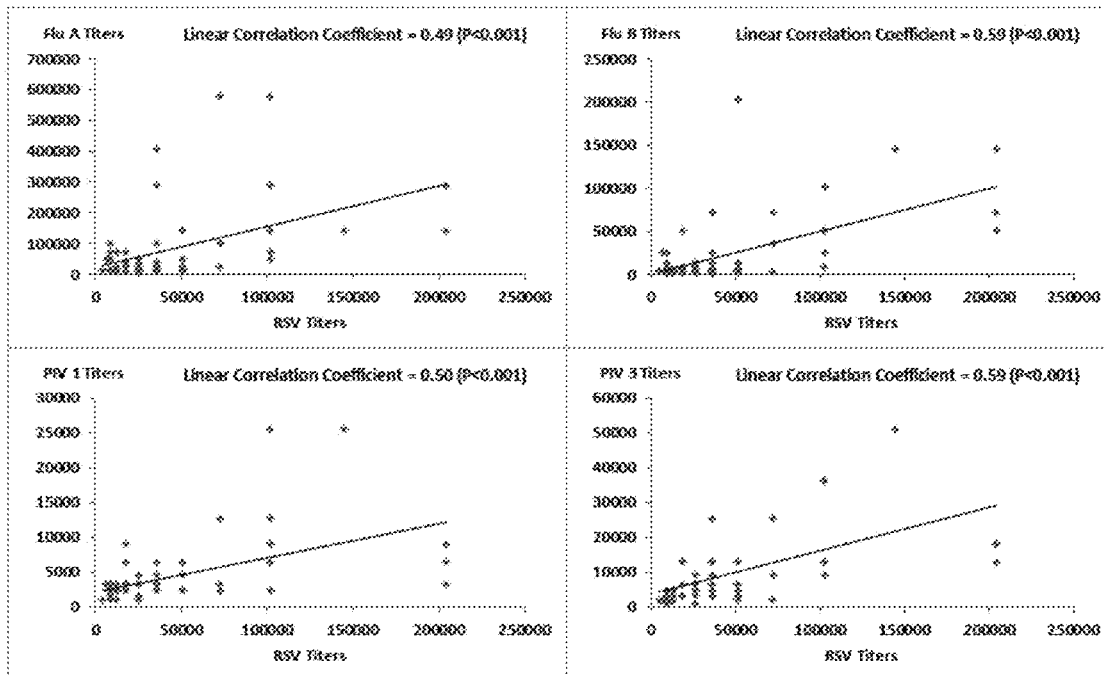 Flu A Titers Linear Correlation Coefficient = 0.49 (P<0.001)
800000
700000
600000
500000
400000
300000
200000
100000
0
0 50000 100000 150000 200000 250000
RSV Titers
Flu B Titers Linear Correlation Coefficient = 0.59 (P<0.001)
250000
200000
150000
100000
50000
0
0 50000 100000 150000 200000 250000
RSV Titers
PIV 1 Titers Linear Correlation Coefficient = 0.50 (P<0.001)
30000
25000
20000
15000
10000
5000
0
0 50000 100000 150000 200000 250000
RSV Titers
PIV 3 Titers Linear Correlation Coefficient = 0.59 (P<0.001)
60000
50000
40000
30000
20000
10000
0
0 50000 100000 150000 200000 250000
RSV Titers